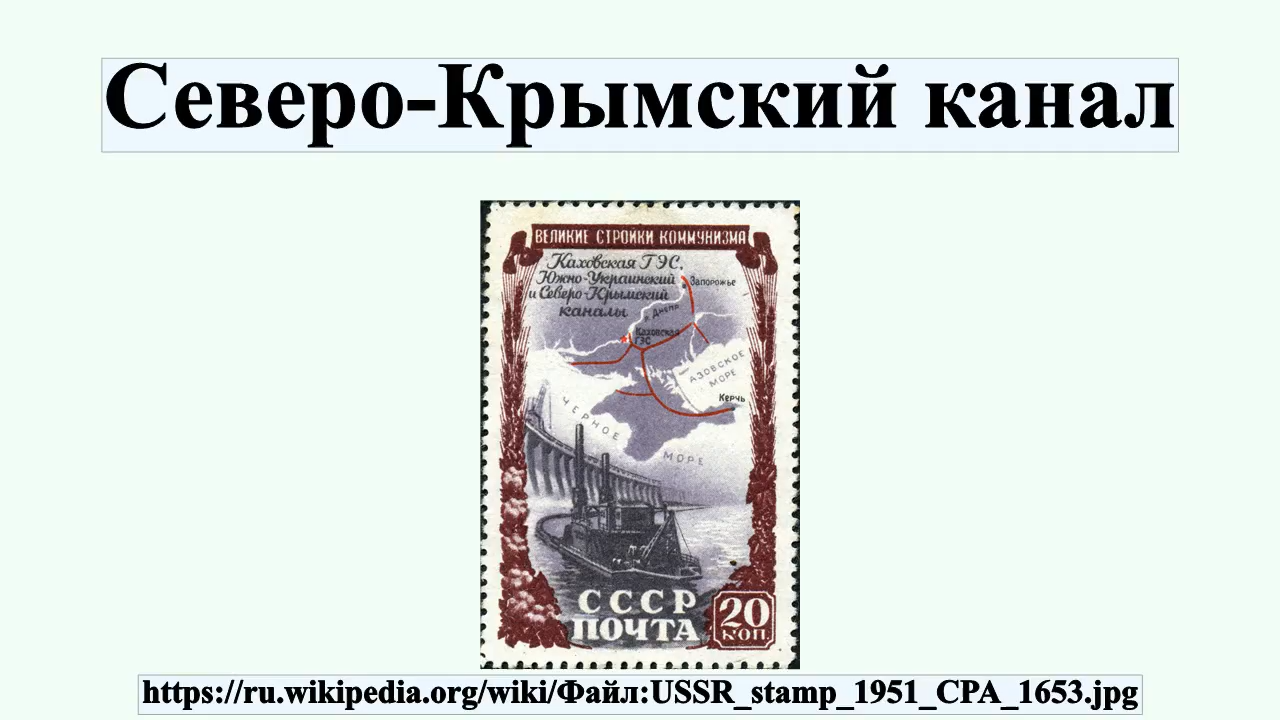 Северо-Крымский канал
ВЕЛИКИЕ СТРОЙКИ КОММУНИЗМА
Каховская ГЭС,
Южно-Украинский
и Северо-Крымский
каналы
Запорожье
р. Днепр
Каховская
ГЭС
АЗОВСКОЕ
МОРЕ
Керчь
ЧЕРНОЕ
МОРЕ
СССР
ПОЧТА
20
КОП.
https://ru.wikipedia.org/wiki/Файл:USSR_stamp_1951_CPA_1653.jpg